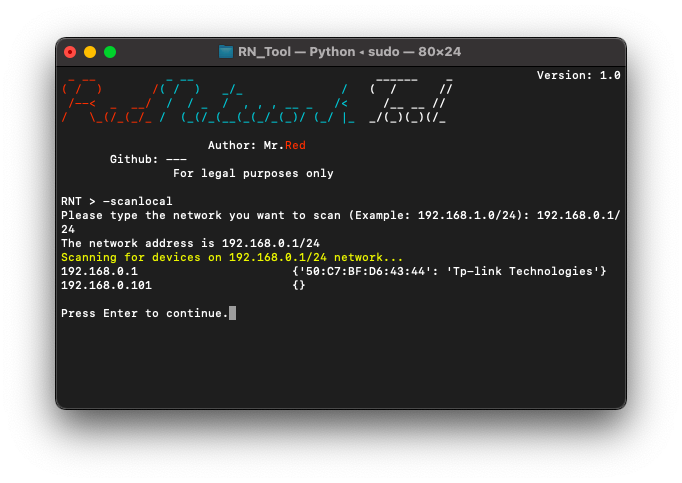 RN_Tool — Python ◂ sudo — 80×24
Version: 1.0
Red Network Tool
Author: Mr.Red
Github: ---
For legal purposes only
RNT > -scanlocal
Please type the network you want to scan (Example: 192.168.1.0/24): 192.168.0.1/
24
The network address is 192.168.0.1/24
Scanning for devices on 192.168.0.1/24 network...
192.168.0.1 {'50:C7:BF:D6:43:44': 'Tp-link Technologies'}
192.168.0.101 {}
Press Enter to continue.